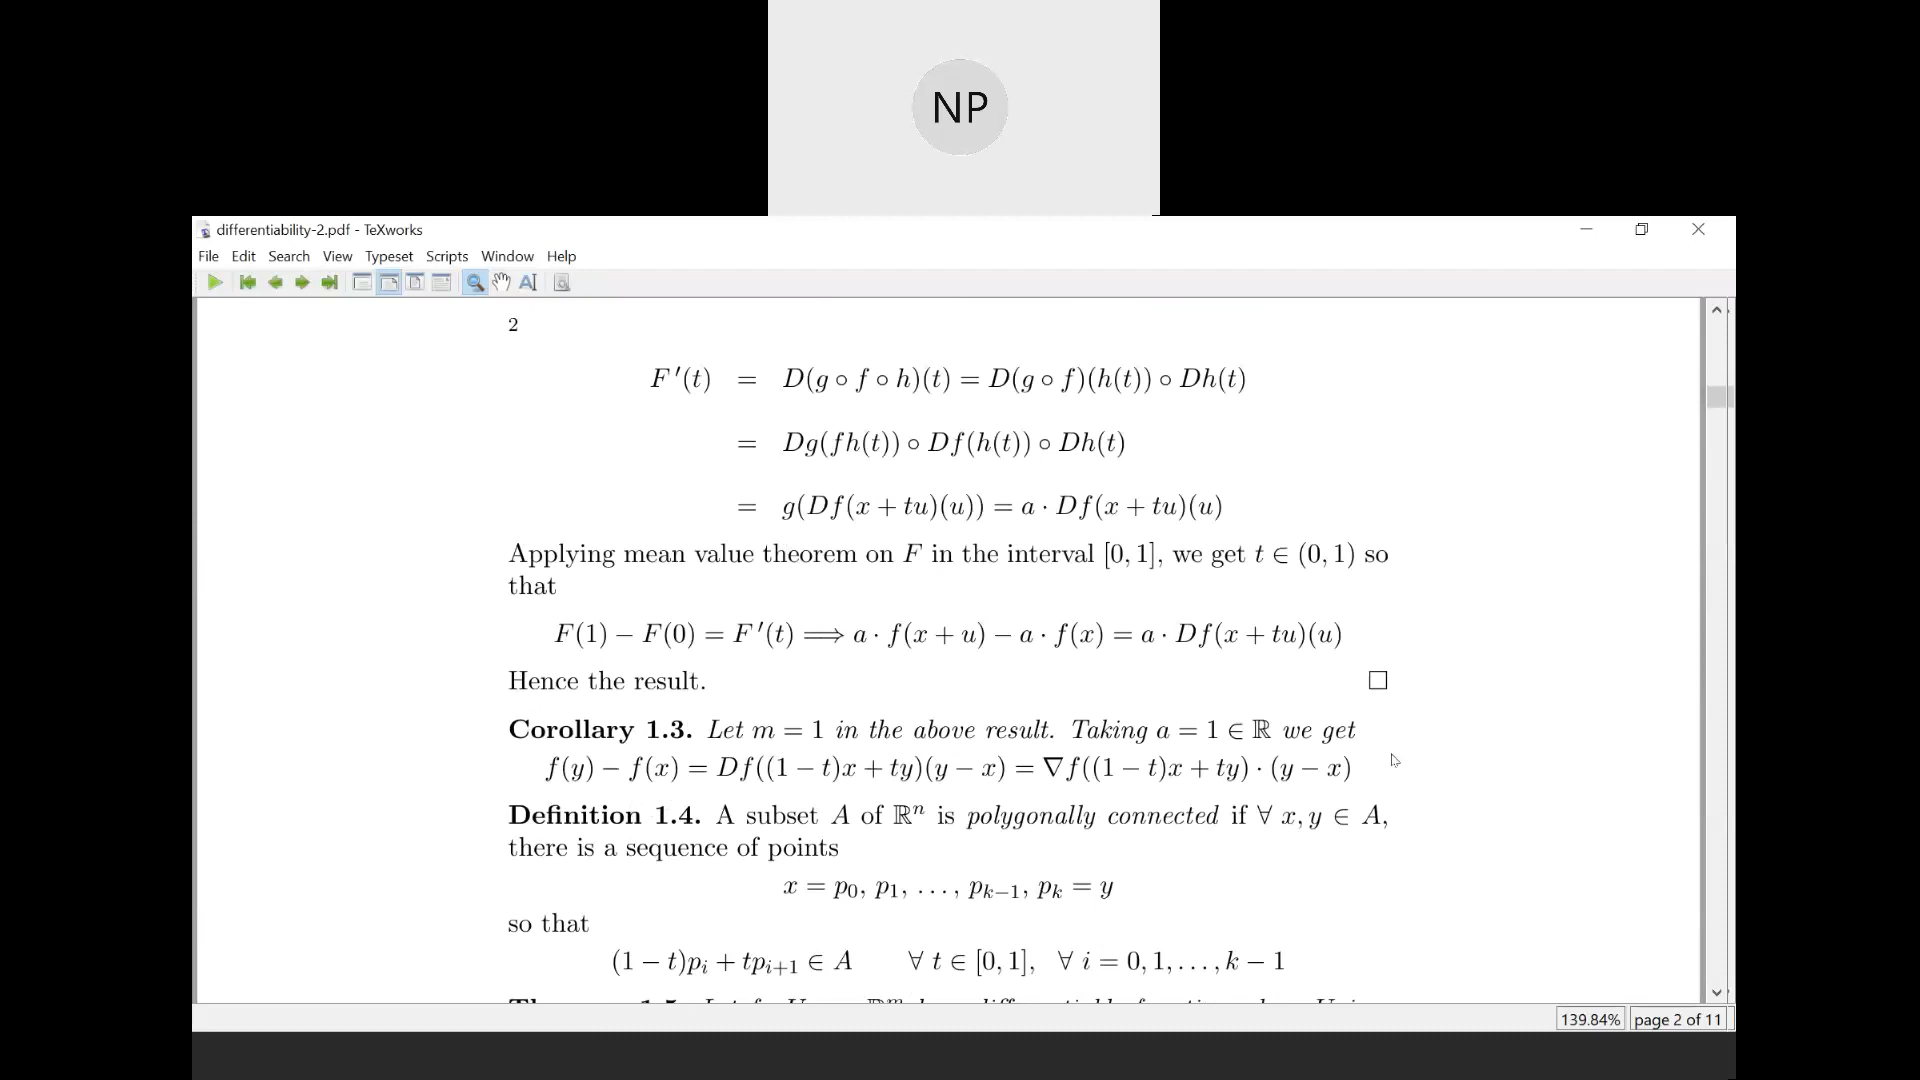 NP
differentiability-2.pdf - TeXworks
File Edit Search View Typeset Scripts Window Help
2
F′(t) = D(g ∘ f ∘ h)(t) = D(g ∘ f)(h(t)) ∘ Dh(t)
= Dg(fh(t)) ∘ Df(h(t)) ∘ Dh(t)
= g(Df(x + tu)(u)) = a · Df(x + tu)(u)
Applying mean value theorem on F in the interval [0, 1], we get t ∈ (0, 1) so
that
F(1) − F(0) = F′(t) ⟹ a · f(x + u) − a · f(x) = a · Df(x + tu)(u)
Hence the result. □
Corollary 1.3. Let m = 1 in the above result. Taking a = 1 ∈ ℝ we get
f(y) − f(x) = Df((1 − t)x + ty)(y − x) = ∇f((1 − t)x + ty) · (y − x)
Definition 1.4. A subset A of ℝⁿ is polygonally connected if ∀ x, y ∈ A,
there is a sequence of points
x = p₀, p₁, . . . , pₖ₋₁, pₖ = y
so that
(1 − t)pᵢ + tpᵢ₊₁ ∈ A ∀ t ∈ [0, 1], ∀ i = 0, 1, . . . , k − 1
139.84% page 2 of 11